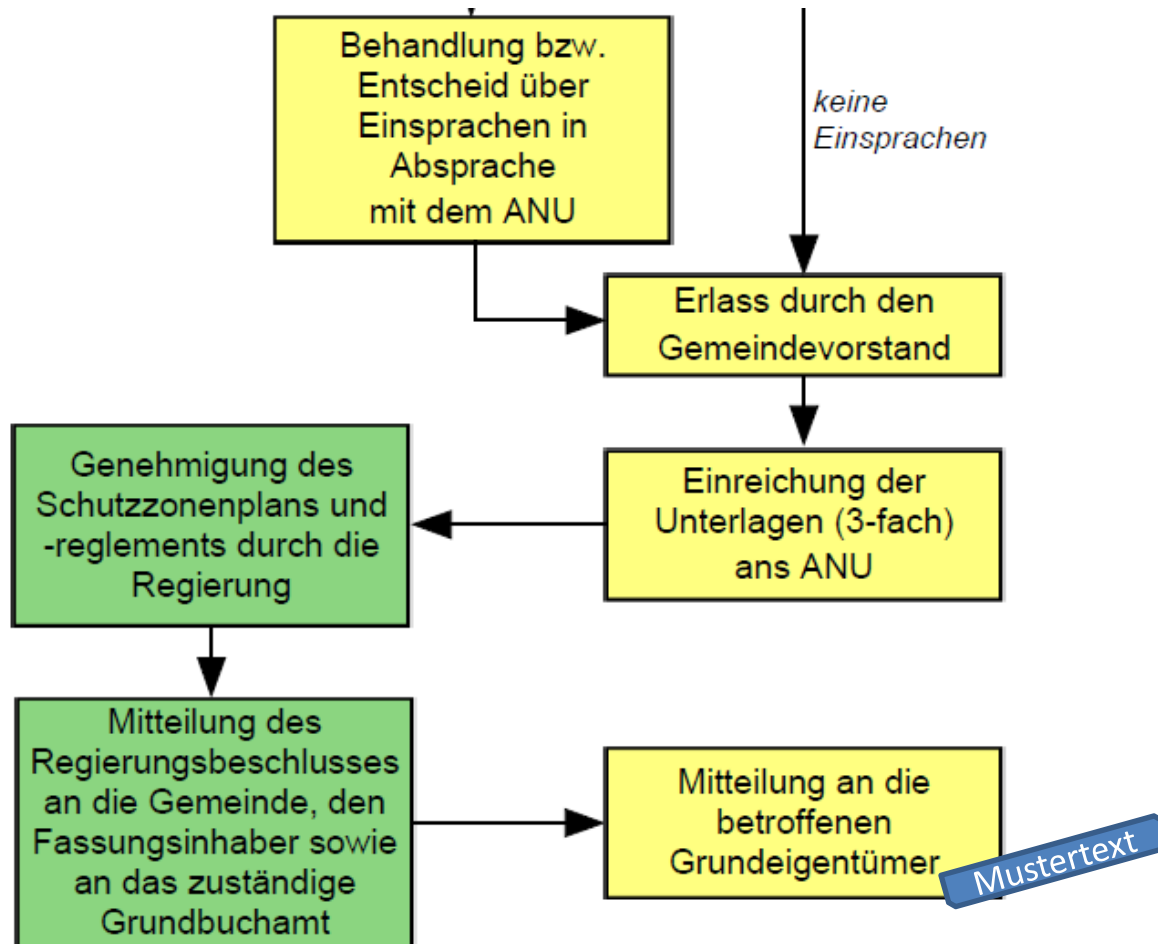 Behandlung bzw.
Entscheid über
Einsprachen in
Absprache
mit dem ANU
keine
Einsprachen
Erlass durch den
Gemeindevorstand
Einreichung der
Unterlagen (3-fach)
ans ANU
Genehmigung des
Schutzzonenplans und
-reglements durch die
Regierung
Mitteilung des
Regierungsbeschlusses
an die Gemeinde, den
Fassungsinhaber sowie
an das zuständige
Grundbuchamt
Mitteilung an die
betroffenen
Grundeigentümer
Mustertext